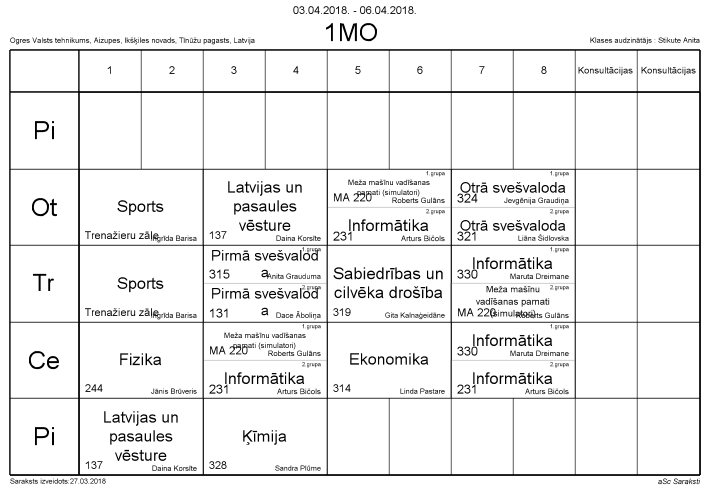 03.04.2018. - 06.04.2018.
1MO
Ogres Valsts tehnikums, Aizupes, Ikšķiles novads, Tīnūžu pagasts, Latvija
Klases audzinātājs : Stikute Anita
1 2 3 4 5 6 7 8 Konsultācijas Konsultācijas
Pi
Ot
Sports
Trenažieru zāle
Ingrīda Barisa
Latvijas un
pasaules
vēsture
137
Daina Korsīte
1.grupa
Meža mašīnu vadīšanas
pamati (simulatori)
MA 220
Roberts Gulāns
2.grupa
Informātika
231
Arturs Bičols
1.grupa
Otrā svešvaloda
324
Jevgēnija Graudiņa
2.grupa
Otrā svešvaloda
321
Liāna Šidlovska
Tr
Sports
Trenažieru zāle
Ingrīda Barisa
1.grupa
Pirmā svešvalod
a
315
Anita Grauduma
2.grupa
Pirmā svešvalod
a
131
Dace Āboliņa
Sabiedrības un
cilvēka drošība
319
Gita Kalnaģeidāne
1.grupa
Informātika
330
Maruta Dreimane
2.grupa
Meža mašīnu
vadīšanas pamati
(simulatori)
MA 220
Roberts Gulāns
Ce
Fizika
244
Jānis Brūveris
1.grupa
Meža mašīnu vadīšanas
pamati (simulatori)
MA 220
Roberts Gulāns
2.grupa
Informātika
231
Arturs Bičols
Ekonomika
314
Linda Pastare
1.grupa
Informātika
330
Maruta Dreimane
2.grupa
Informātika
231
Arturs Bičols
Pi
Latvijas un
pasaules
vēsture
137
Daina Korsīte
Ķīmija
328
Sandra Plūme
Saraksts izveidots:27.03.2018
aSc Saraksti